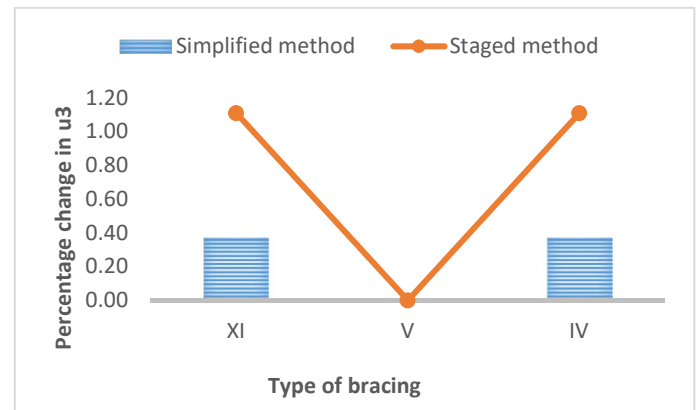 Simplified method Staged method
Percentage change in u3
1.20
1.00
0.80
0.60
0.40
0.20
0.00
XI V IV
Type of bracing